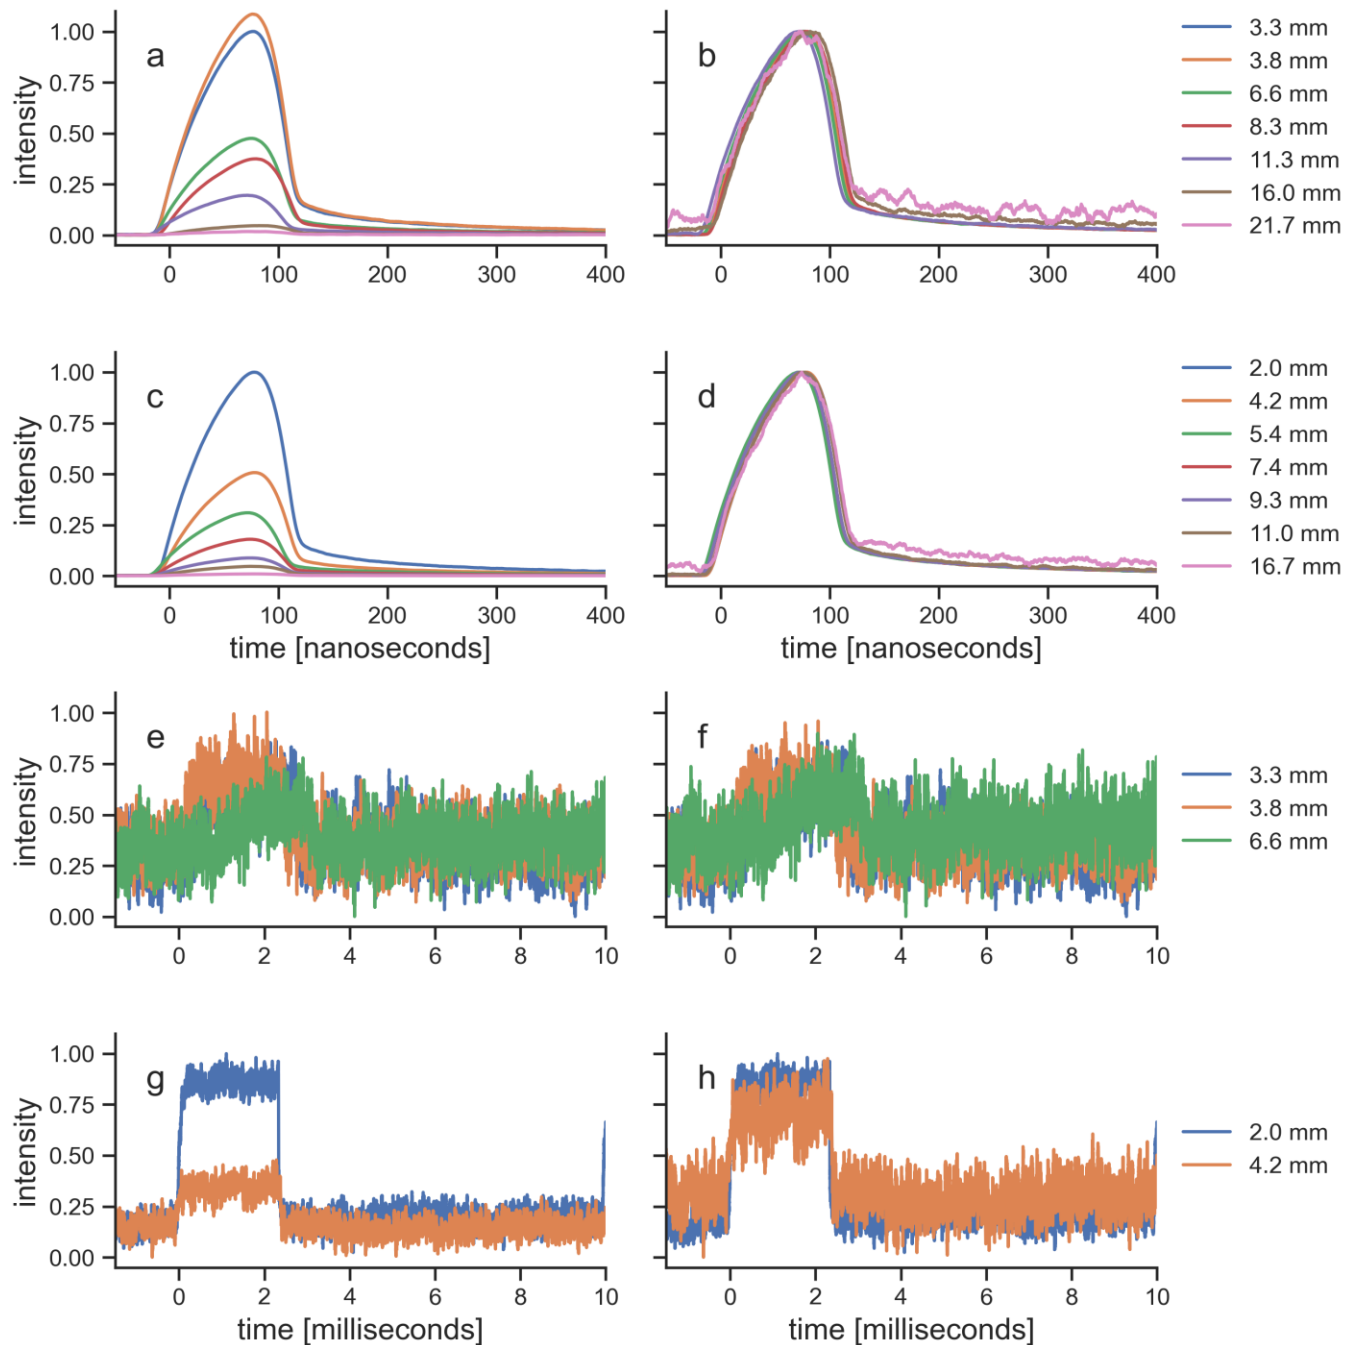 a
b
intensity
1.00
0.75
0.50
0.25
0.00
0 100 200 300 400
0 100 200 300 400
3.3 mm
3.8 mm
6.6 mm
8.3 mm
11.3 mm
16.0 mm
21.7 mm
c
d
intensity
1.00
0.75
0.50
0.25
0.00
0 100 200 300 400
0 100 200 300 400
time [nanoseconds]
time [nanoseconds]
2.0 mm
4.2 mm
5.4 mm
7.4 mm
9.3 mm
11.0 mm
16.7 mm
e
f
intensity
1.00
0.75
0.50
0.25
0.00
0 2 4 6 8 10
0 2 4 6 8 10
3.3 mm
3.8 mm
6.6 mm
g
h
intensity
1.00
0.75
0.50
0.25
0.00
0 2 4 6 8 10
0 2 4 6 8 10
time [milliseconds]
time [milliseconds]
2.0 mm
4.2 mm